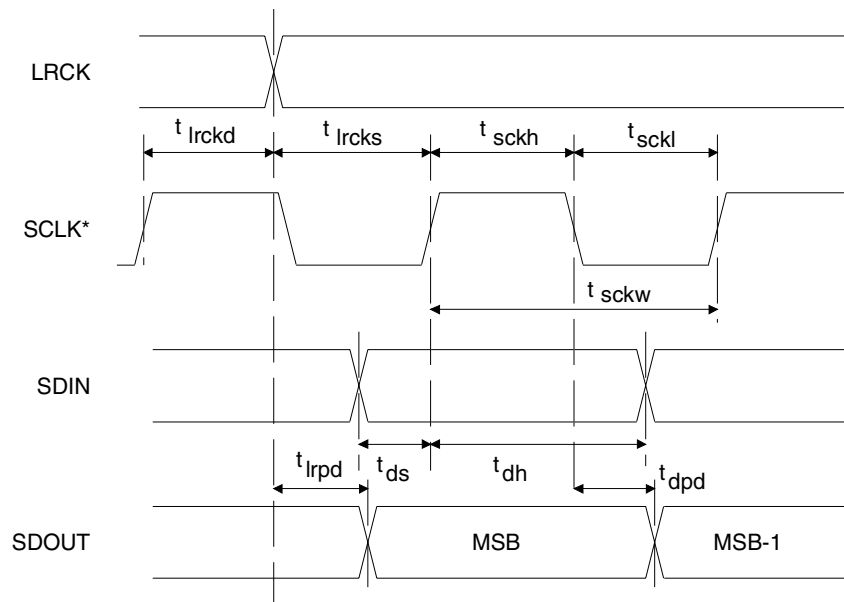 LRCK
t lrckd
t lrcks
t sckh
t sckl
SCLK*
t sckw
SDIN
t lrpd
t ds
t dh
t dpd
SDOUT
MSB
MSB-1